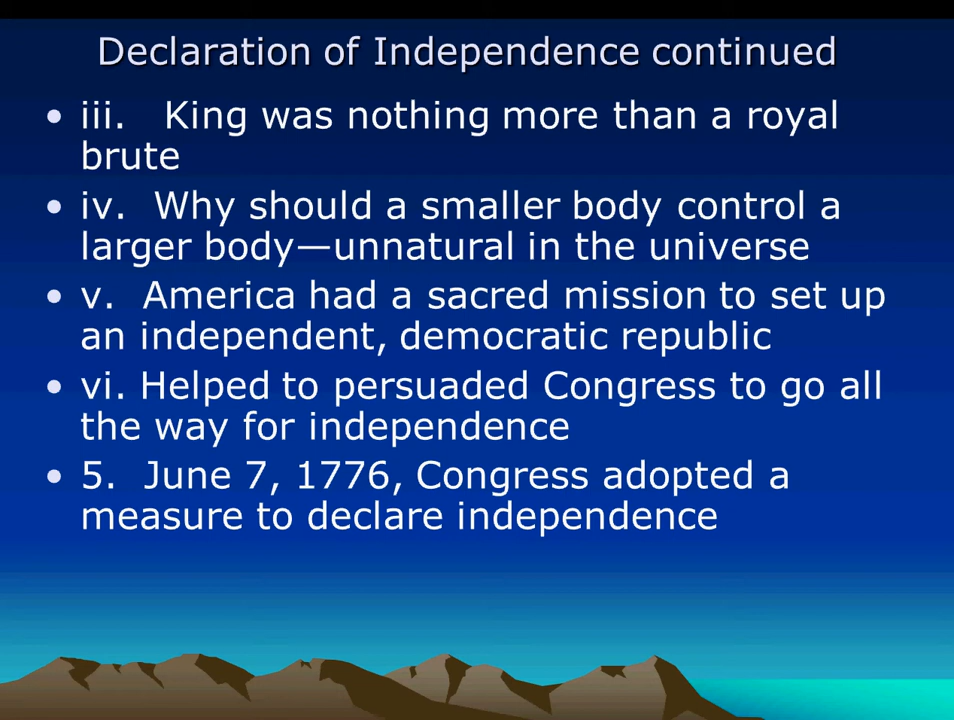 Declaration of Independence continued
• iii. King was nothing more than a royal
brute
• iv. Why should a smaller body control a
larger body—unnatural in the universe
• v. America had a sacred mission to set up
an independent, democratic republic
• vi. Helped to persuaded Congress to go all
the way for independence
• 5. June 7, 1776, Congress adopted a
measure to declare independence